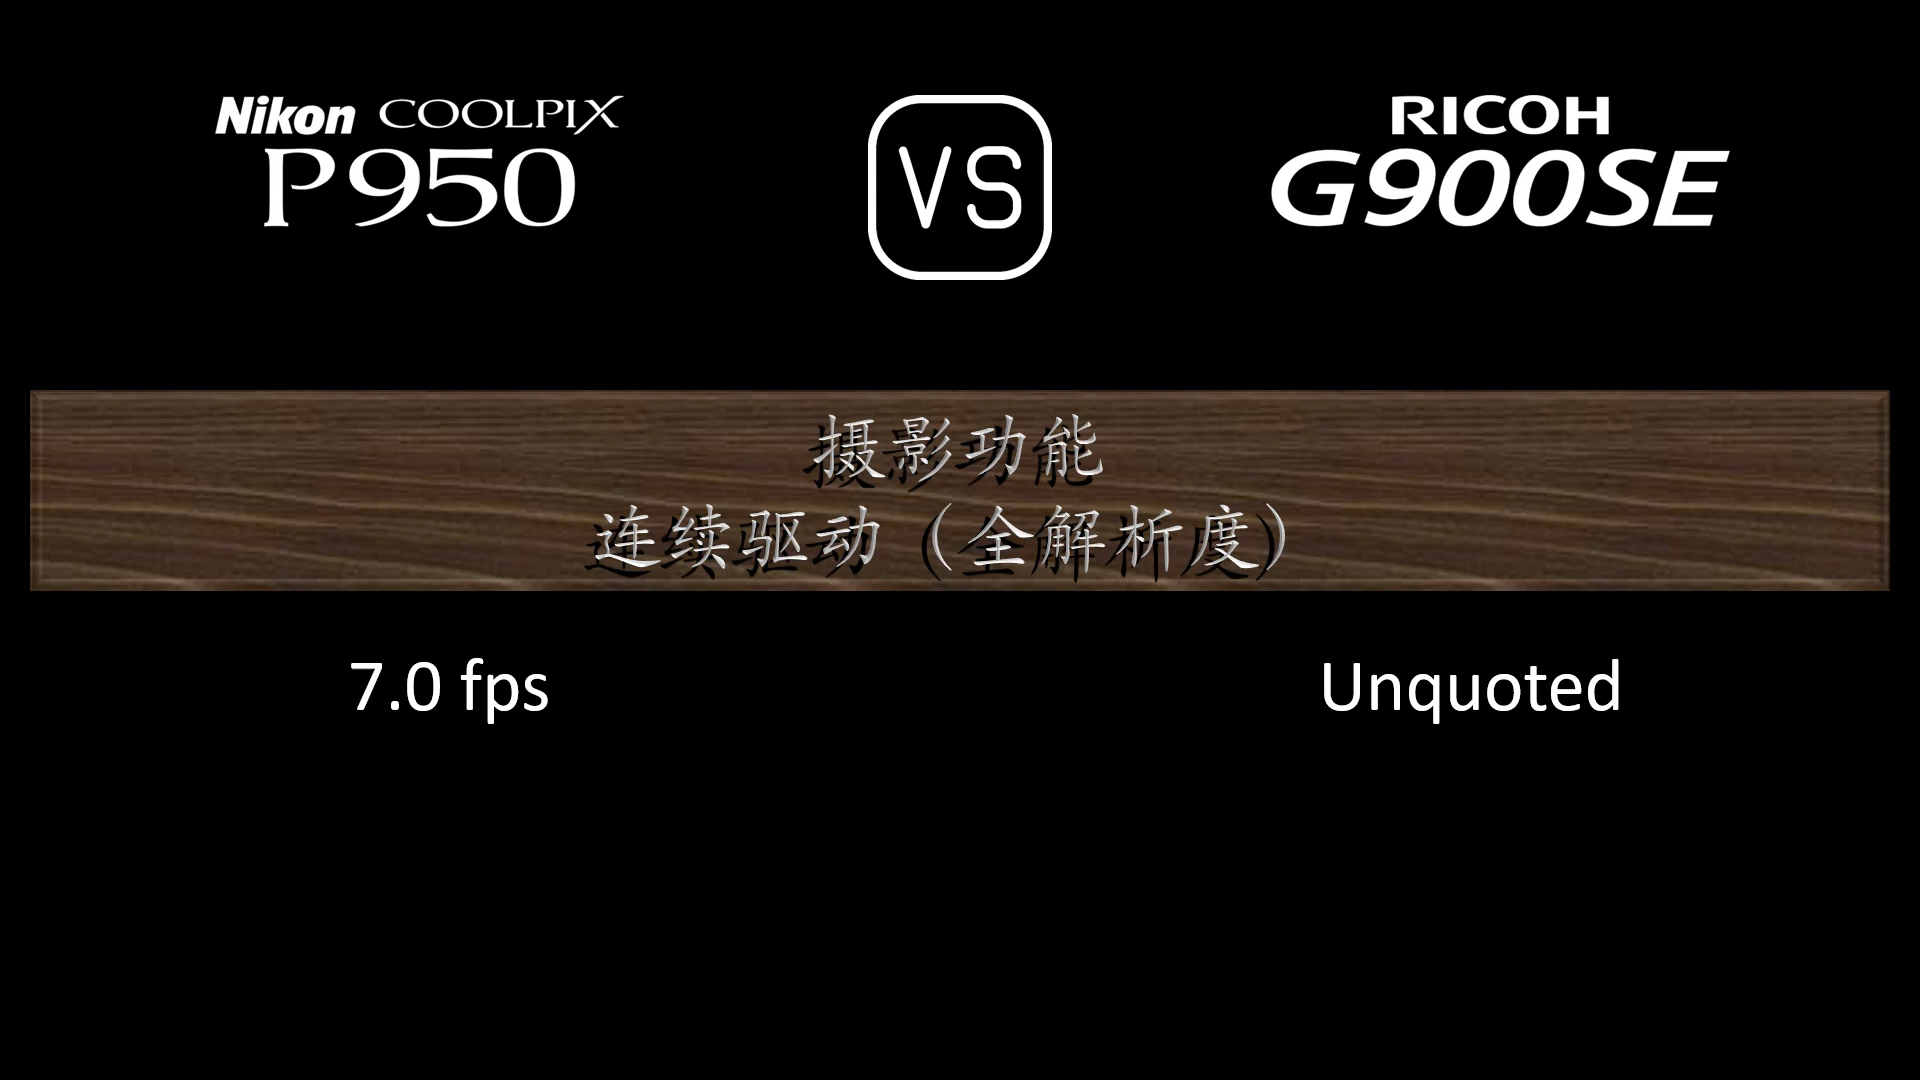 Nikon COOLPIX
P950
VS
RICOH
G900SE
摄影功能
连续驱动（全解析度）
7.0 fps
Unquoted